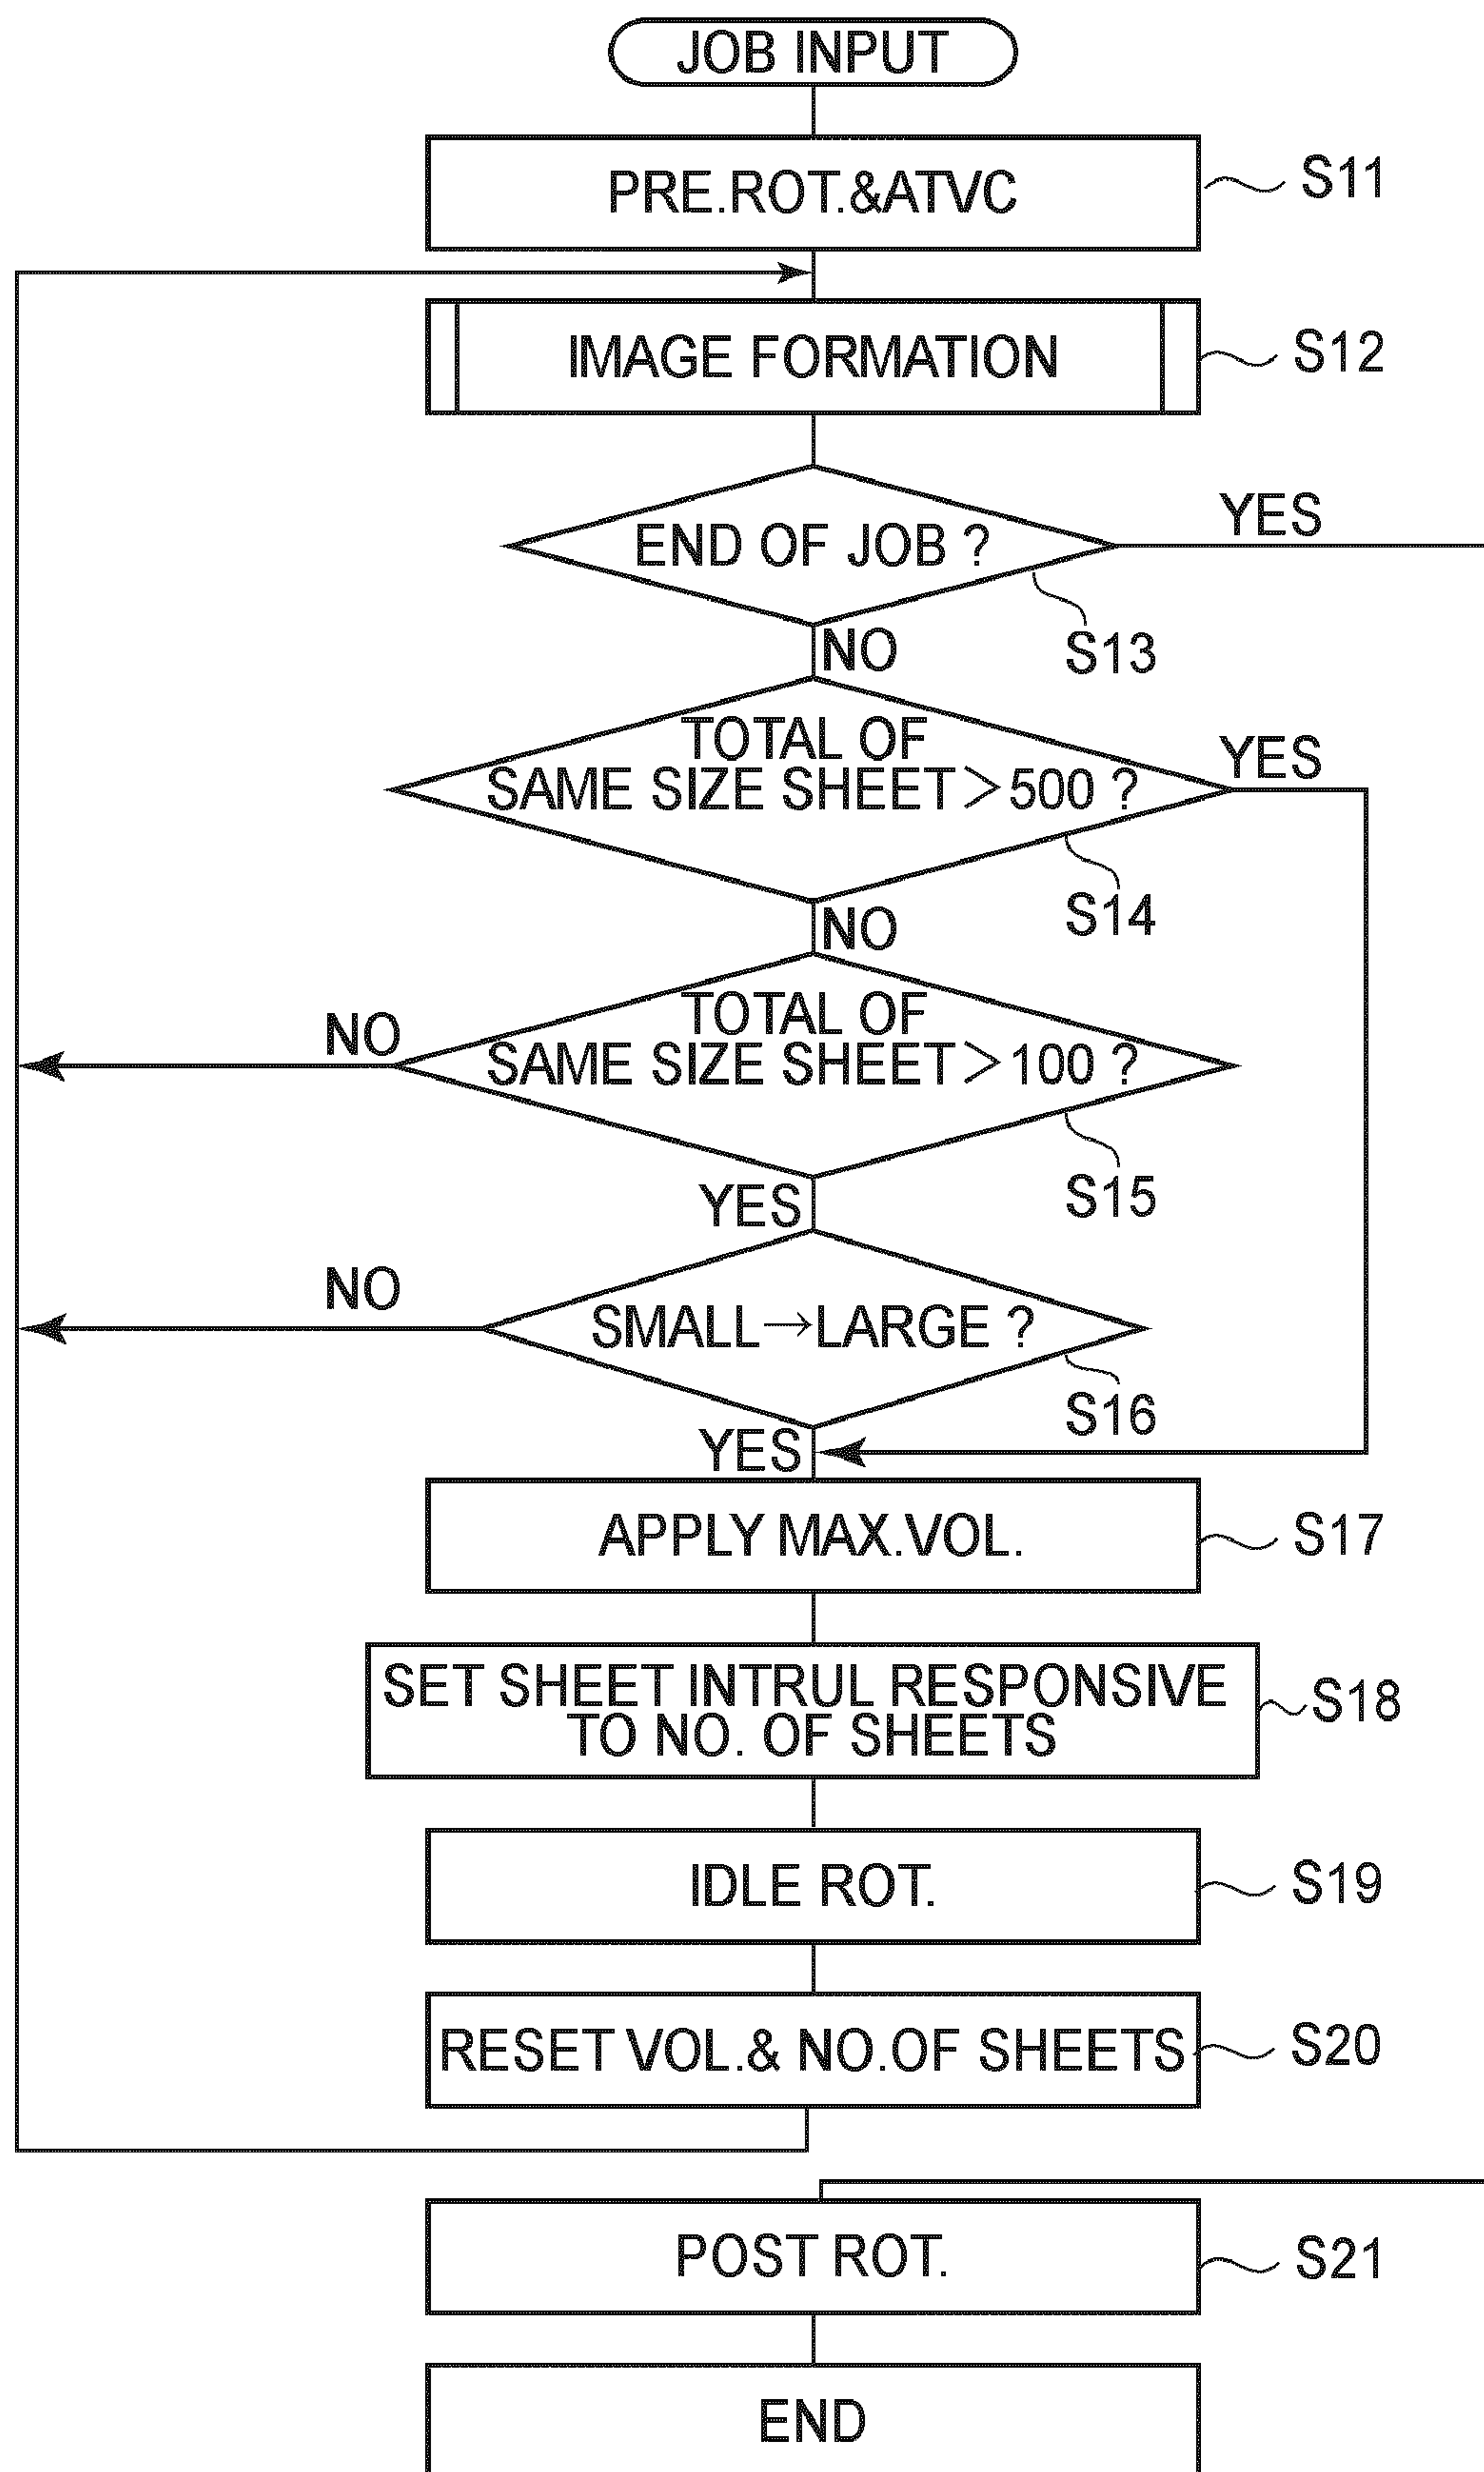 JOB INPUT
PRE.ROT.&ATVC
S11
IMAGE FORMATION
S12
END OF JOB ?
YES
S13
NO
TOTAL OF
SAME SIZE SHEET>500 ?
YES
S14
NO
TOTAL OF
SAME SIZE SHEET>100 ?
NO
S15
YES
SMALL→LARGE ?
NO
S16
YES
APPLY MAX.VOL.
S17
SET SHEET INTRUL RESPONSIVE
TO NO. OF SHEETS
S18
IDLE ROT.
S19
RESET VOL.& NO.OF SHEETS
S20
POST ROT.
S21
END